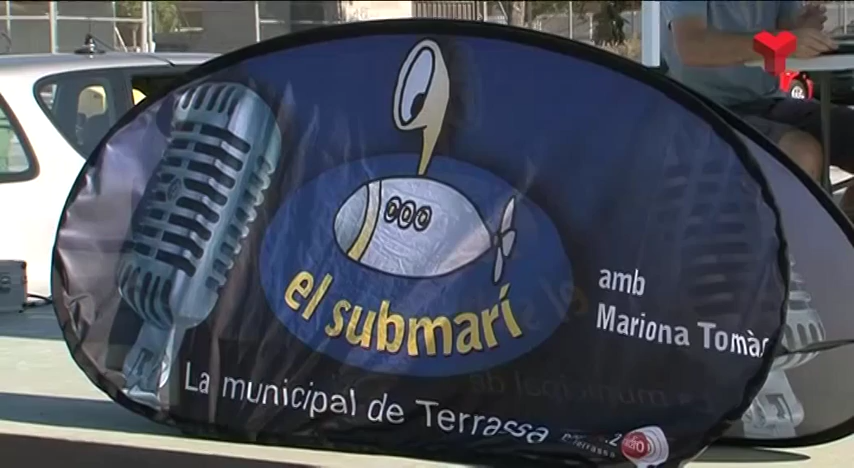 el submarí
amb
Mariona Tomàs
La municipal de Terrassa